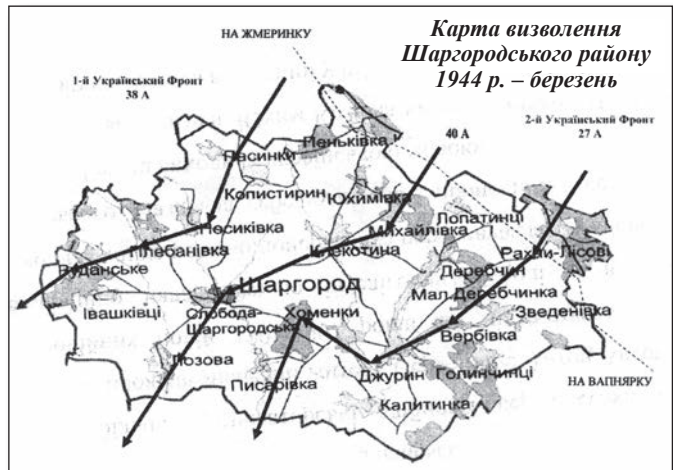 НА ЖМЕРИНКУ
Карта визволення
Шаргородського району
1944 р. – березень
1-й Український Фронт
38 А
40 А
2-й Український Фронт
27 А
Пасинки
Пеньківка
Копистирин
Юхимівка
Носиківка
Михайлівка
Лопатинці
Плебанівка
Клекотина
Рахни-Лісові
Руданське
Деребчин
Шаргород
Мал.Деребчинка
Івашківці
Слобода-
Шаргородська
Хоменки
Зведенівка
Вербівка
Лозова
Джурин
Голинчинці
Писарівка
НА ВАПНЯРКУ
Калитинка